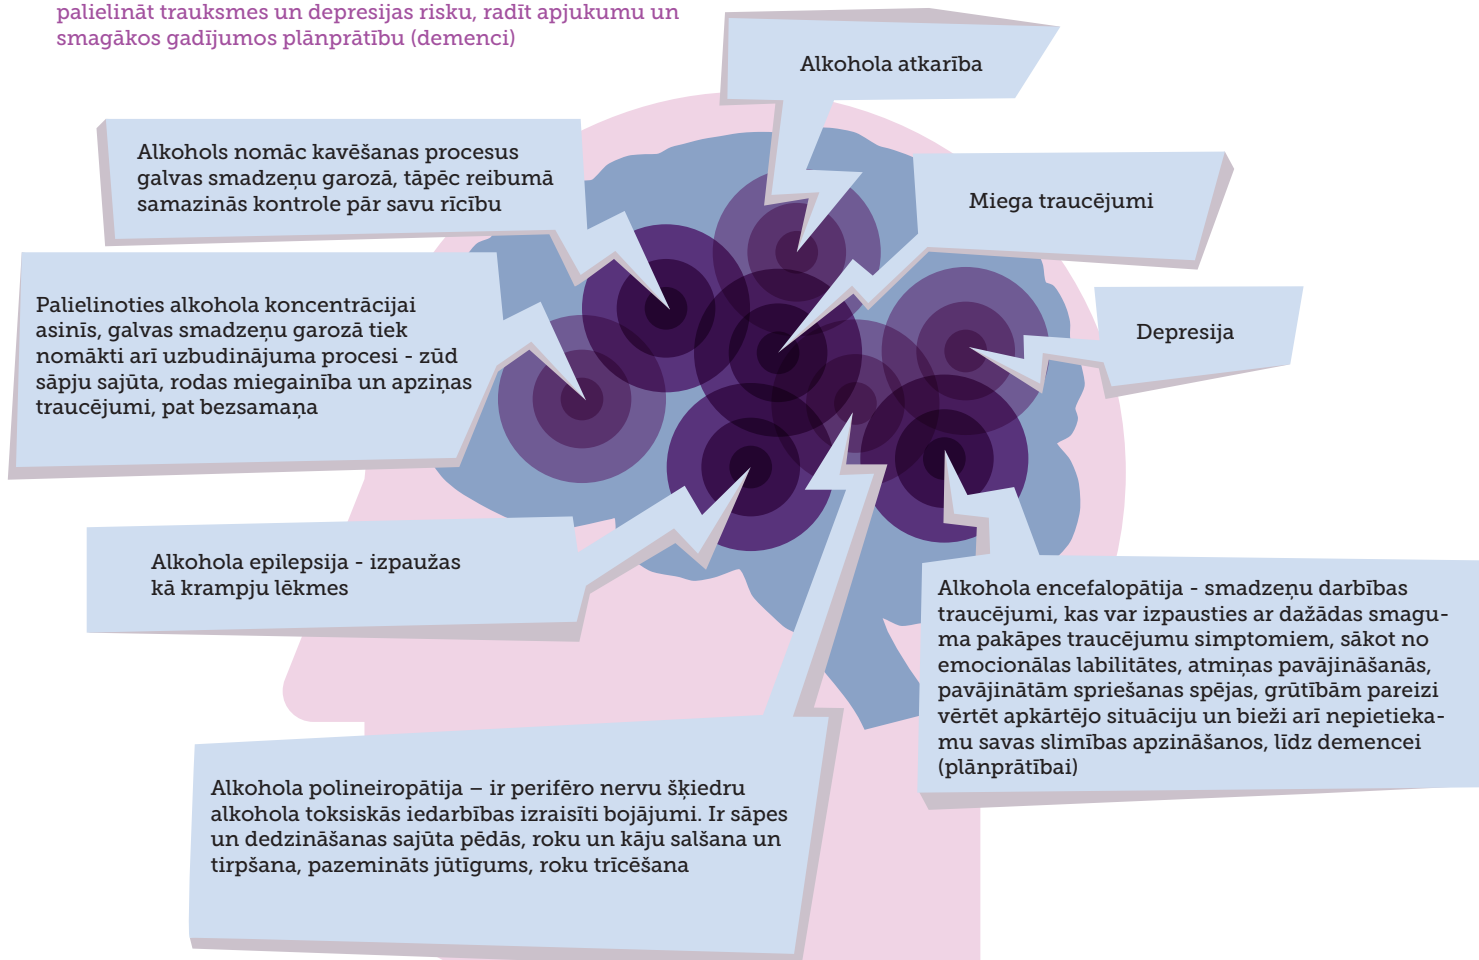 palielināt trauksmes un depresijas risku, radīt apjukumu un
smagākos gadījumos plānprātību (demenci)
Alkohola atkarība
Alkohols nomāc kavēšanas procesus
galvas smadzeņu garozā, tāpēc reibumā
samazinās kontrole pār savu rīcību
Miega traucējumi
Palielinoties alkohola koncentrācijai
asinīs, galvas smadzeņu garozā tiek
nomākti arī uzbudinājuma procesi - zūd
sāpju sajūta, rodas miegainība un apziņas
traucējumi, pat bezsamaņa
Depresija
Alkohola epilepsija - izpaužas
kā krampju lēkmes
Alkohola encefalopātija - smadzeņu darbības
traucējumi, kas var izpausties ar dažādas smagu-
ma pakāpes traucējumu simptomiem, sākot no
emocionālas labilitātes, atmiņas pavājināšanās,
pavājinātām spriešanas spējas, grūtībām pareizi
vērtēt apkārtējo situāciju un bieži arī nepietieka-
mu savas slimības apzināšanos, līdz demencei
(plānprātībai)
Alkohola polineiropātija – ir perifēro nervu šķiedru
alkohola toksiskās iedarbības izraisīti bojājumi. Ir sāpes
un dedzināšanas sajūta pēdās, roku un kāju salšana un
tirpšana, pazemināts jūtīgums, roku trīcēšana